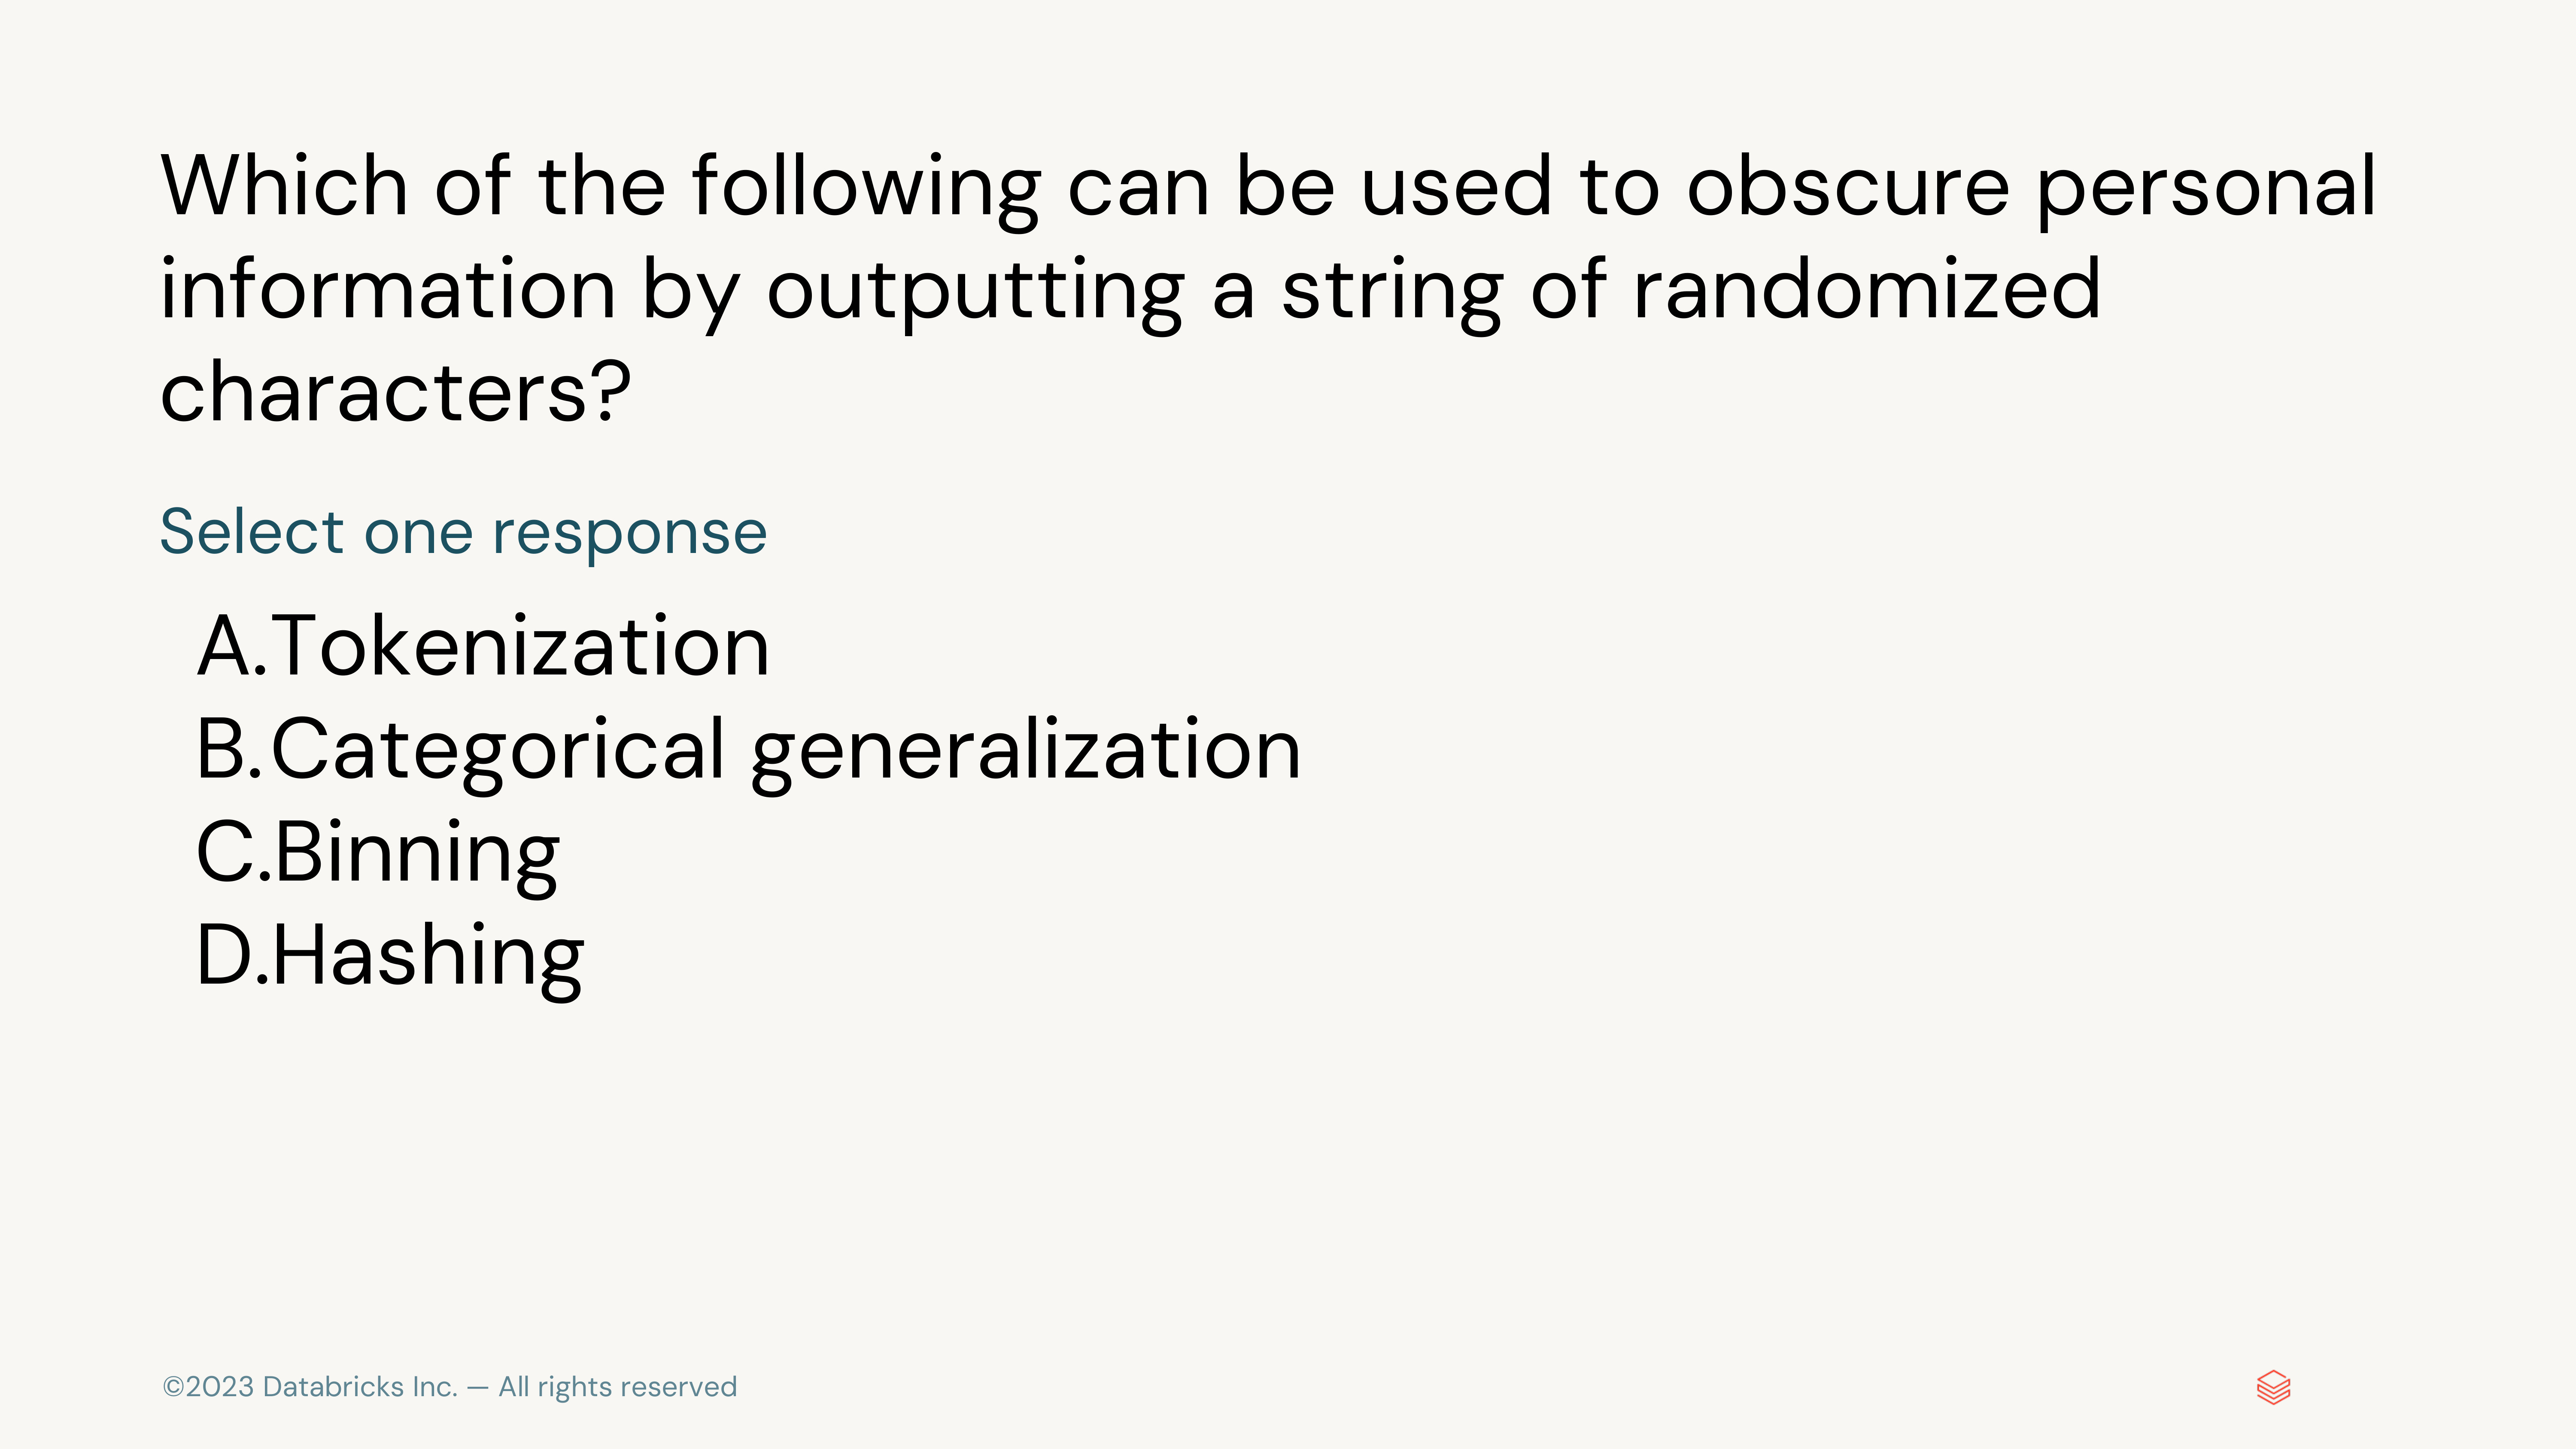 Which of the following can be used to obscure personal
information by outputting a string of randomized
characters?
Select one response
A.Tokenization
B.Categorical generalization
C.Binning
D.Hashing
©2023 Databricks Inc. — All rights reserved